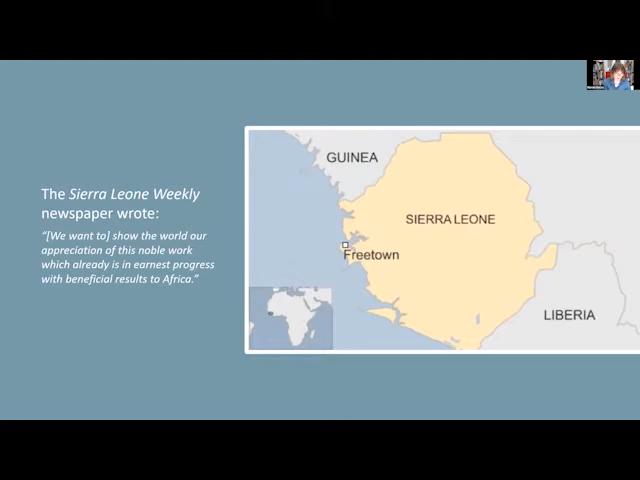 The Sierra Leone Weekly
newspaper wrote:
“[We want to] show the world our
appreciation of this noble work
which already is in earnest progress
with beneficial results to Africa.”
GUINEA
SIERRA LEONE
Freetown
LIBERIA